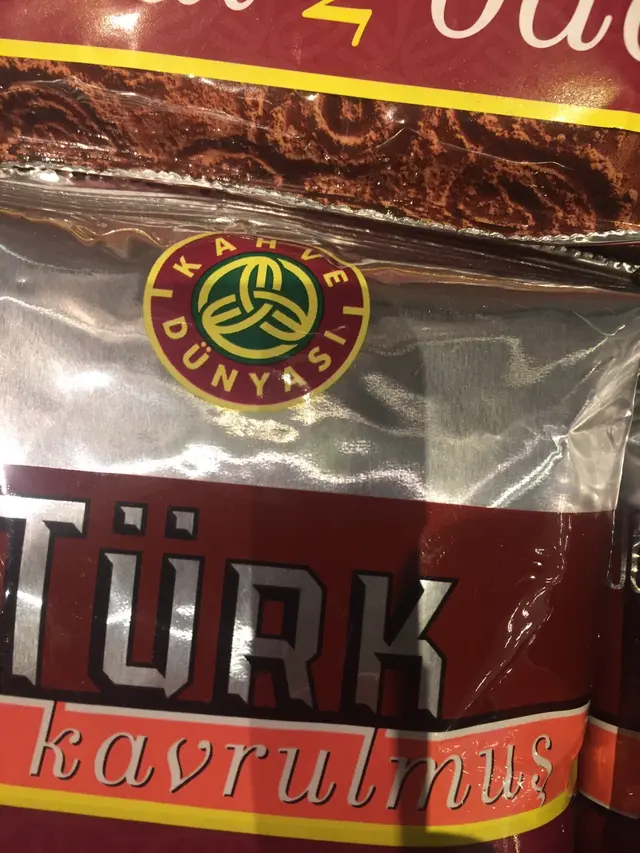 KAHVE
DÜNYASI
TÜRK
kavrulmuş